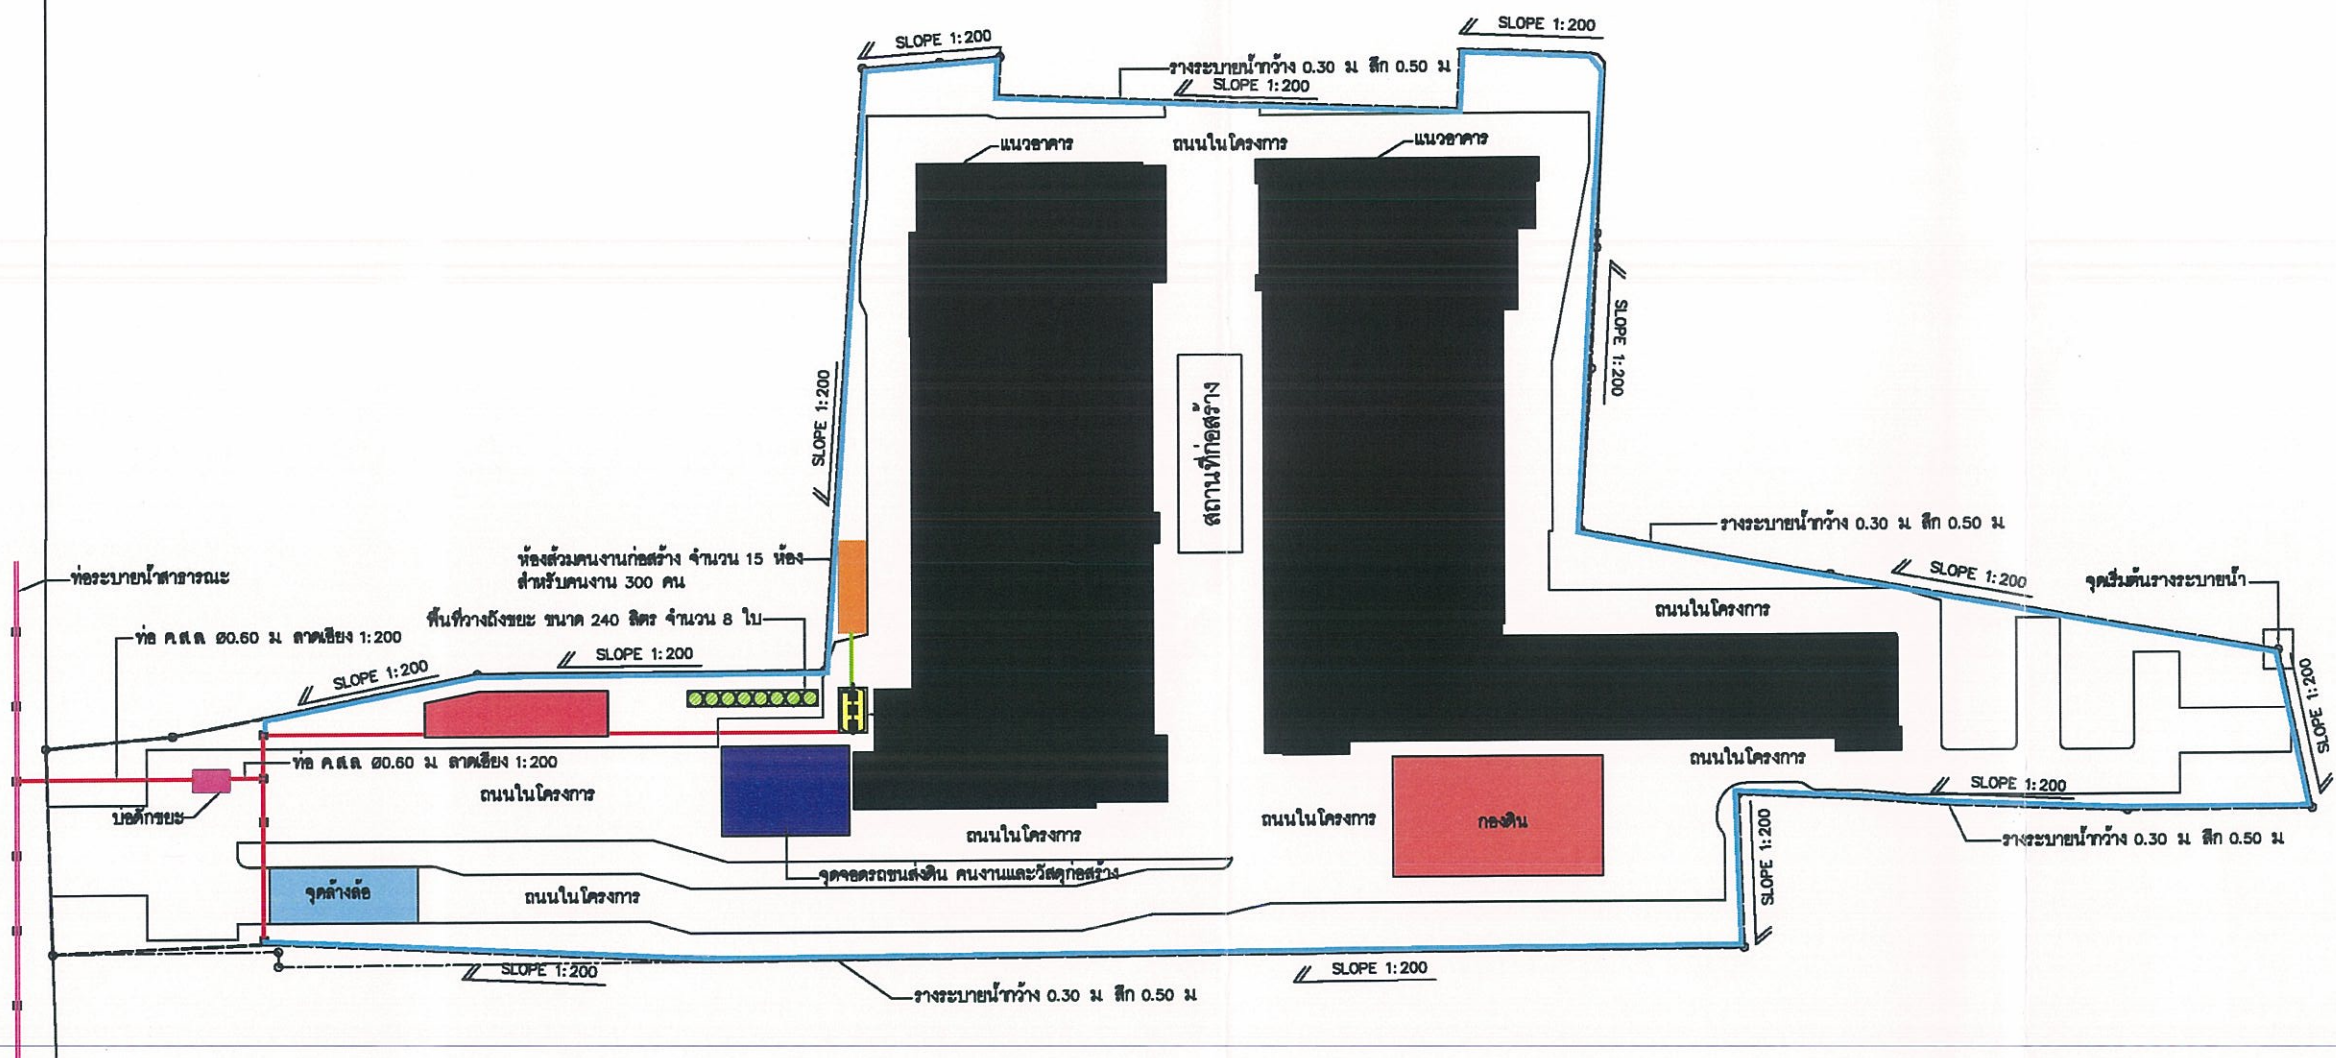 SLOPE 1:200
SLOPE 1:200
รางระบายน้ำกว้าง 0.30 ม ลึก 0.50 ม
SLOPE 1:200
แนวอาคาร
ถนนในโครงการ
แนวอาคาร
SLOPE 1:200
SLOPE 1:200
สถานที่ก่อสร้าง
รางระบายน้ำกว้าง 0.30 ม ลึก 0.50 ม
ห้องส้วมคนงานก่อสร้าง จำนวน 15 ห้อง
สำหรับคนงาน 300 คน
ท่อระบายน้ำสาธารณะ
SLOPE 1:200
จุดเริ่มต้นรางระบายน้ำ
ถนนในโครงการ
พื้นที่วางถังขยะ ขนาด 240 ลิตร จำนวน 8 ใบ
ท่อ ค.ส.ล Ø0.60 ม ลาดเอียง 1:200
SLOPE 1:200
SLOPE 1:200
SLOPE 1:200
ท่อ ค.ส.ล Ø0.60 ม ลาดเอียง 1:200
ถนนในโครงการ
ถนนในโครงการ
SLOPE 1:200
บ่อดักขยะ
ถนนในโครงการ
ถนนในโครงการ
กองดิน
SLOPE 1:200
รางระบายน้ำกว้าง 0.30 ม ลึก 0.50 ม
จุดจอดรถขนส่งดิน คนงานและวัสดุก่อสร้าง
จุดล้างล้อ
ถนนในโครงการ
SLOPE 1:200
SLOPE 1:200
รางระบายน้ำกว้าง 0.30 ม ลึก 0.50 ม